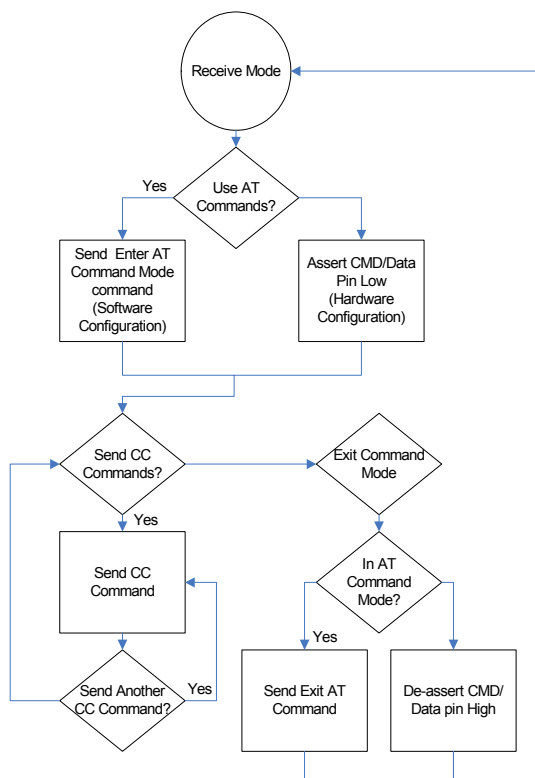 Receive Mode
Yes
Use AT
Commands?
Send Enter AT
Command Mode
command
(Software
Configuration)
Assert CMD/Data
Pin Low
(Hardware
Configuration)
Send CC
Commands?
Exit Command
Mode
Yes
Send CC
Command
In AT
Command
Mode?
Yes
Send Another
CC Command?
Yes
Send Exit AT
Command
De-assert CMD/
Data pin High